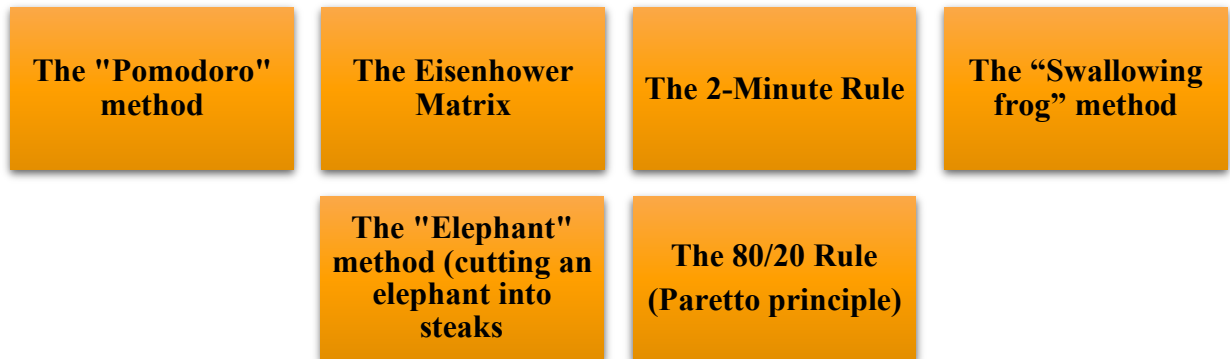 The "Pomodoro"
method
The Eisenhower
Matrix
The 2-Minute Rule
The “Swallowing
frog” method
The "Elephant"
method (cutting an
elephant into
steaks
The 80/20 Rule
(Paretto principle)